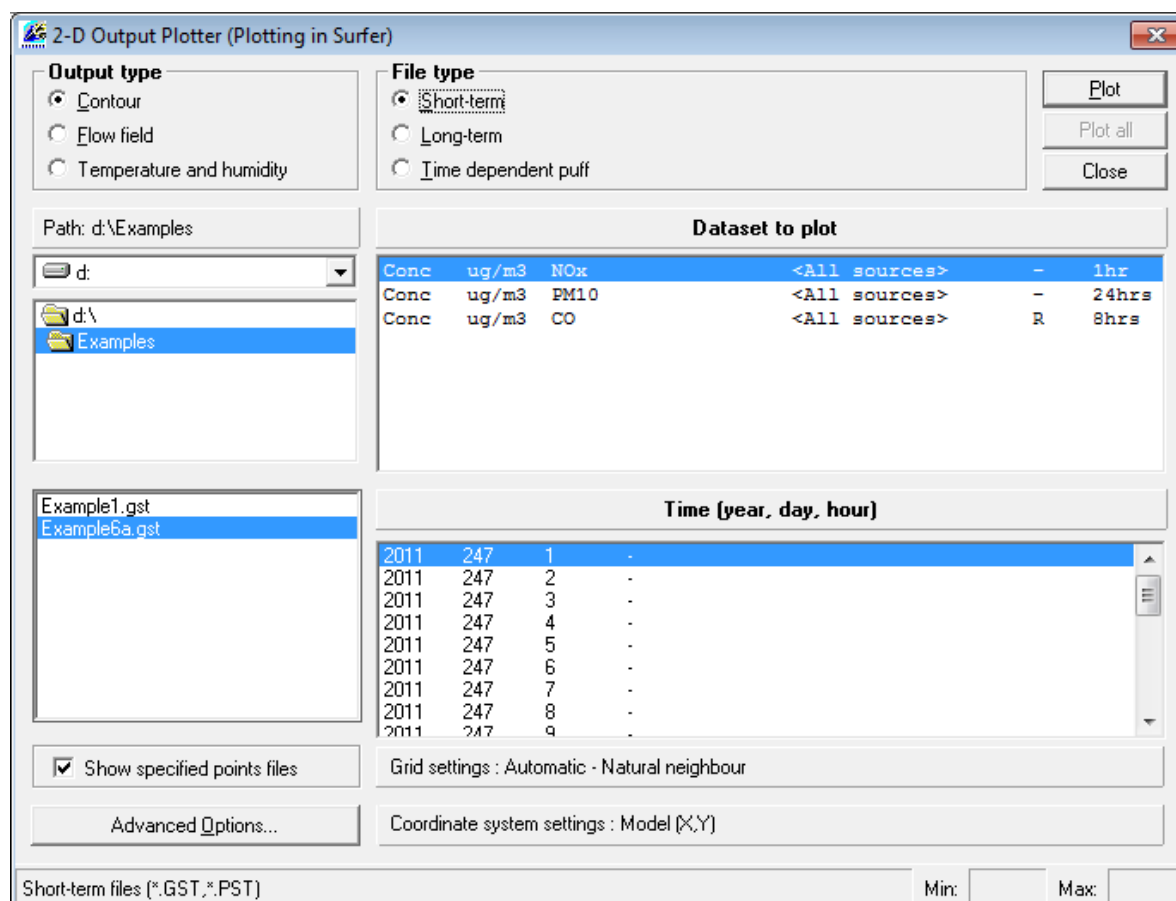 2-D Output Plotter (Plotting in Surfer)
Output type
Contour
Flow field
Temperature and humidity
File type
Short-term
Long-term
Time dependent puff
Plot
Plot all
Close
Path: d:\Examples
d:
d:\
Examples
Dataset to plot
Conc ug/m3 NOx <All sources> - 1hr
Conc ug/m3 PM10 <All sources> - 24hrs
Conc ug/m3 CO <All sources> R 8hrs
Example1.gst
Example6a.gst
Time (year, day, hour)
2011 247 1 -
2011 247 2 -
2011 247 3 -
2011 247 4 -
2011 247 5 -
2011 247 6 -
2011 247 7 -
2011 247 8 -
2011 247 9 -
Show specified points files
Grid settings : Automatic - Natural neighbour
Advanced Options...
Coordinate system settings : Model (X,Y)
Short-term files (*.GST,*.PST)
Min:
Max: